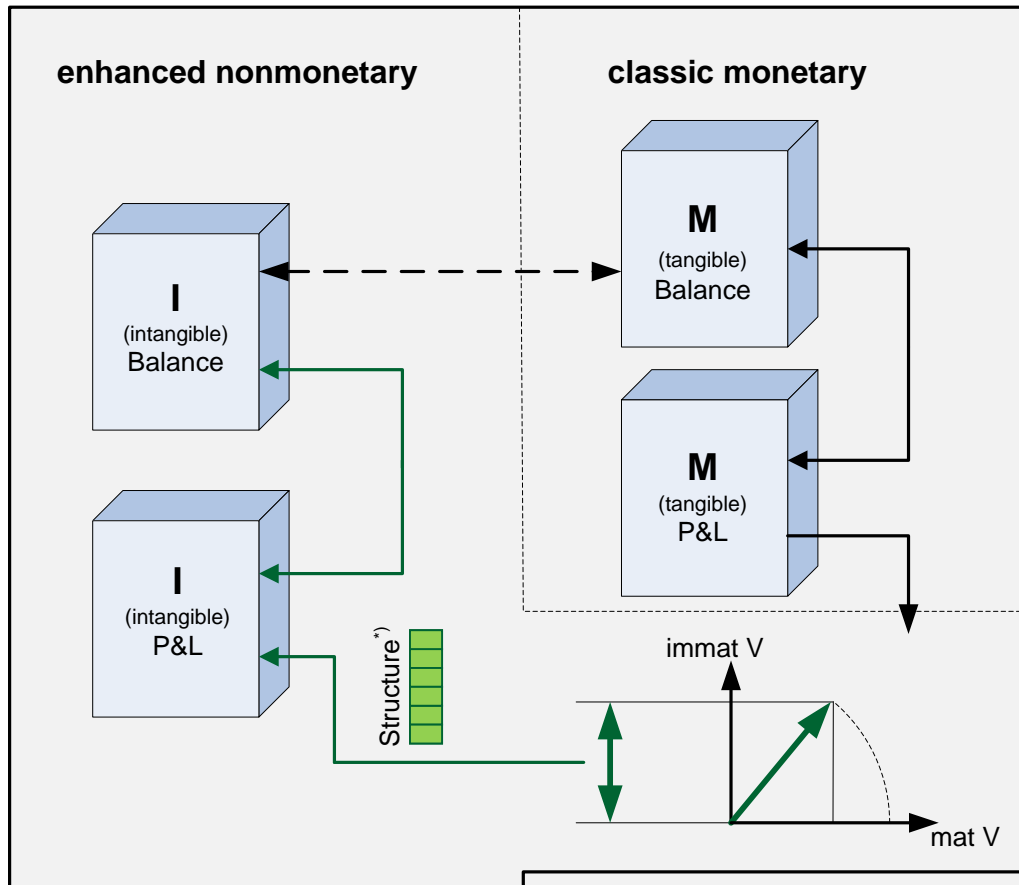 enhanced nonmonetary
classic monetary
M
(tangible)
Balance
I
(intangible)
Balance
M
(tangible)
P&L
I
(intangible)
P&L
Structure*)
immat V
mat V